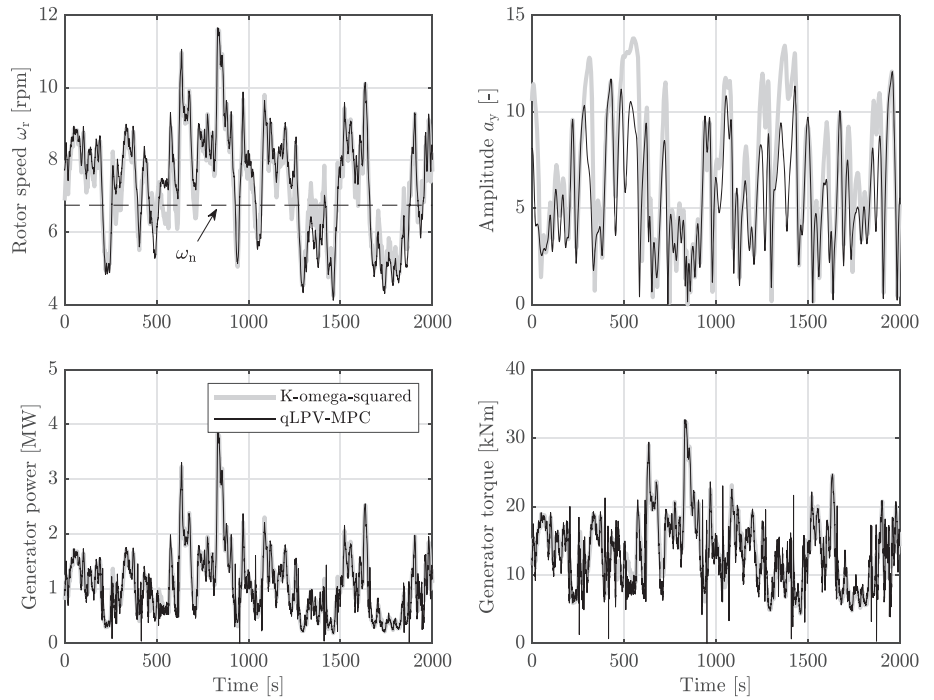 12
10
8
6
4
Rotor speed ωr [rpm]
ωn
0 500 1000 1500 2000
15
10
5
0
Amplitude ay [-]
0 500 1000 1500 2000
5
4
3
2
1
0
Generator power [MW]
K-omega-squared
qLPV-MPC
0 500 1000 1500 2000
Time [s]
40
30
20
10
0
Generator torque [kNm]
0 500 1000 1500 2000
Time [s]